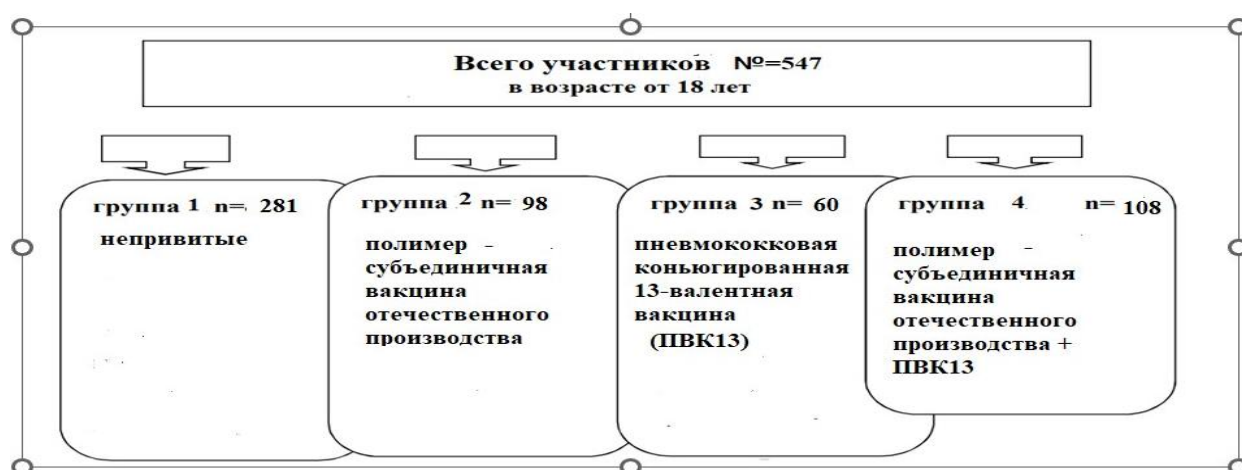 Всего участников №=547
в возрасте от 18 лет
группа 1 n= 281
непривитые
группа 2 n= 98
полимер -
субъединичная
вакцина
отечественного
производства
группа 3 n= 60
пневмококковая
коньюгированная
13-валентная
вакцина
(ПВК13)
группа 4 n= 108
полимер -
субъединичная
вакцина
отечественного
производства +
ПВК13